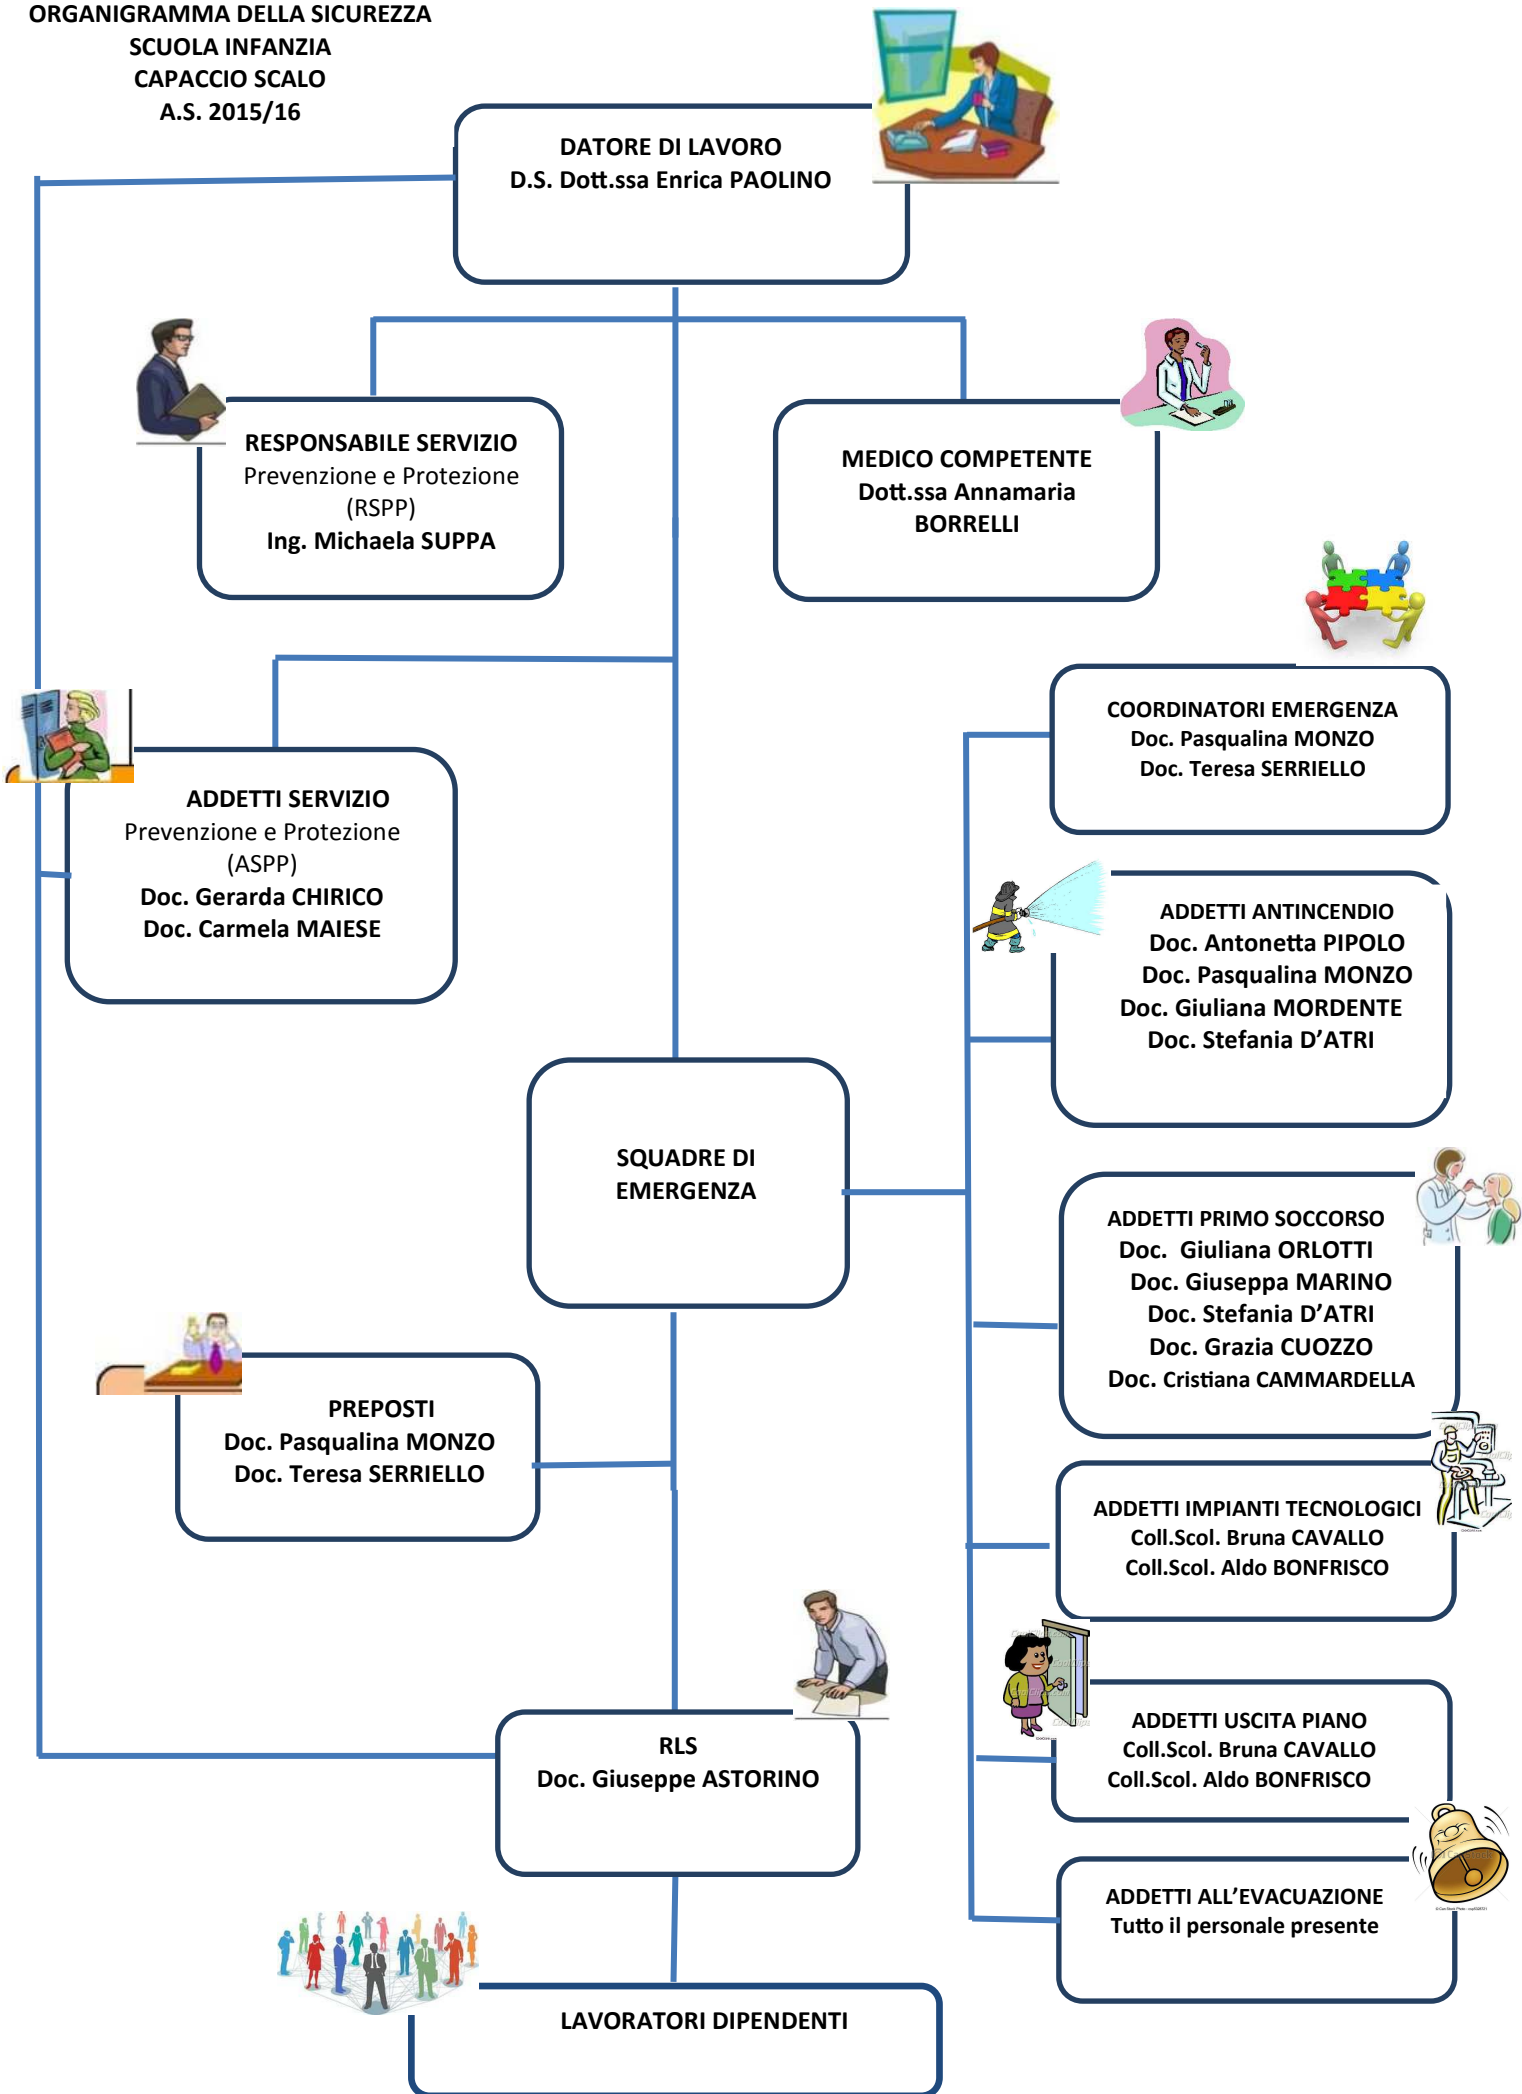 ORGANIGRAMMA DELLA SICUREZZA
SCUOLA INFANZIA
CAPACCIO SCALO
A.S. 2015/16
DATORE DI LAVORO
D.S. Dott.ssa Enrica PAOLINO
RESPONSABILE SERVIZIO
Prevenzione e Protezione
(RSPP)
Ing. Michaela SUPPA
MEDICO COMPETENTE
Dott.ssa Annamaria
BORRELLI
COORDINATORI EMERGENZA
Doc. Pasqualina MONZO
Doc. Teresa SERRIELLO
ADDETTI SERVIZIO
Prevenzione e Protezione
(ASPP)
Doc. Gerarda CHIRICO
Doc. Carmela MAIESE
ADDETTI ANTINCENDIO
Doc. Antonetta PIPOLO
Doc. Pasqualina MONZO
Doc. Giuliana MORDENTE
Doc. Stefania D’ATRI
SQUADRE DI
EMERGENZA
ADDETTI PRIMO SOCCORSO
Doc. Giuliana ORLOTTI
Doc. Giuseppa MARINO
Doc. Stefania D’ATRI
Doc. Grazia CUOZZO
Doc. Cristiana CAMMARDELLA
PREPOSTI
Doc. Pasqualina MONZO
Doc. Teresa SERRIELLO
ADDETTI IMPIANTI TECNOLOGICI
Coll.Scol. Bruna CAVALLO
Coll.Scol. Aldo BONFRISCO
ADDETTI USCITA PIANO
Coll.Scol. Bruna CAVALLO
Coll.Scol. Aldo BONFRISCO
RLS
Doc. Giuseppe ASTORINO
ADDETTI ALL’EVACUAZIONE
Tutto il personale presente
LAVORATORI DIPENDENTI